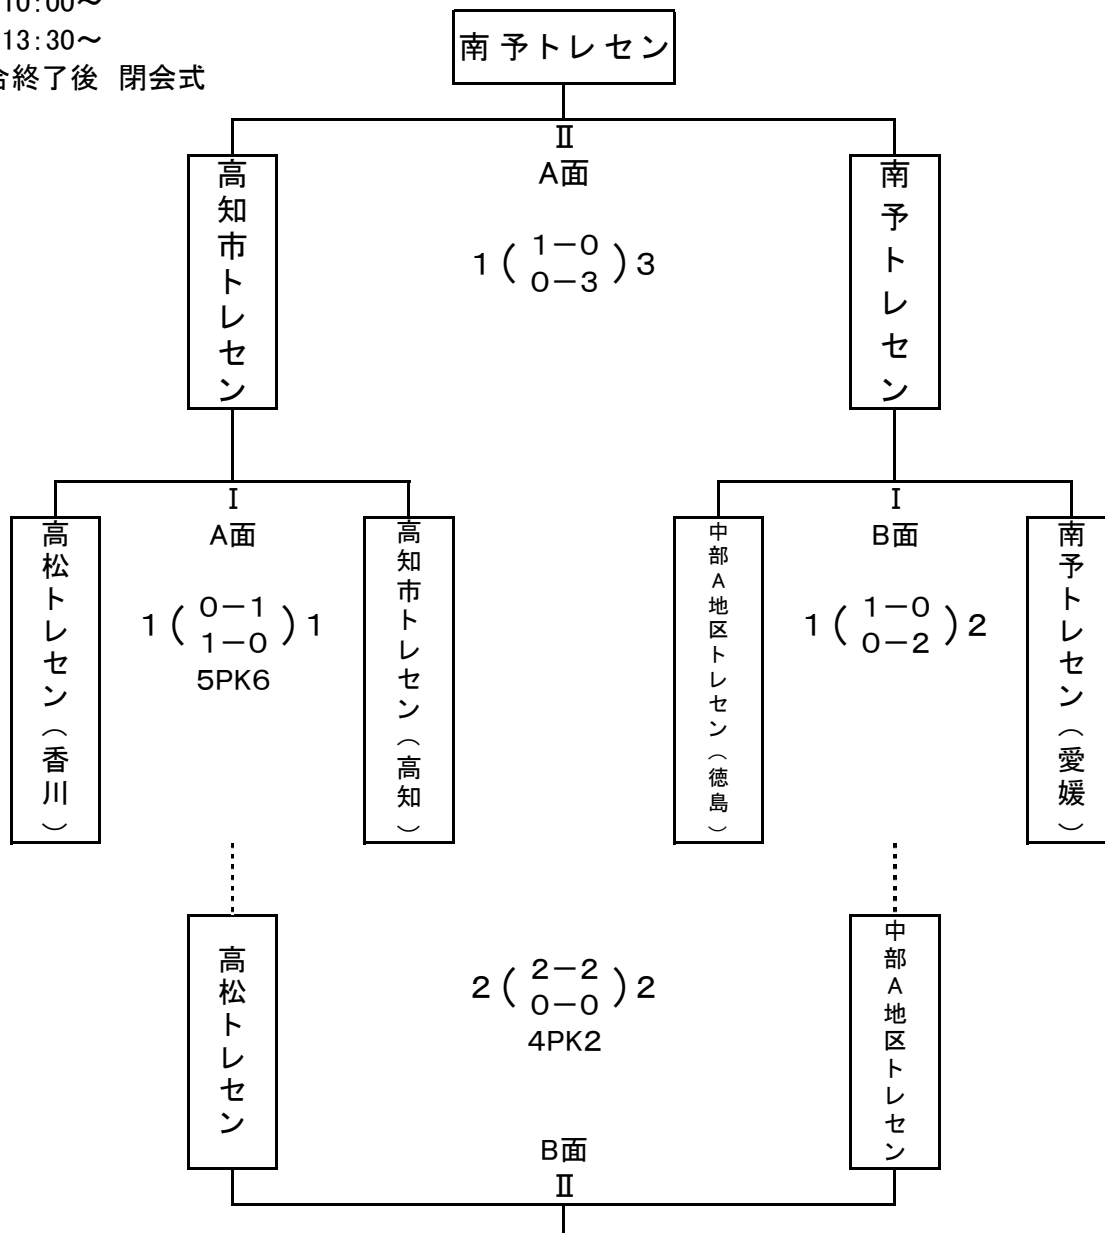 10:00～
13:30～
合終了後 閉会式
南予トレセン
Ⅱ
A面
高知市トレセン
南予トレセン
1 ( 1－0 ) 3
0－3
Ⅰ
A面
Ⅰ
B面
高松トレセン（香川）
高知市トレセン（高知）
中部A地区トレセン（徳島）
南予トレセン（愛媛）
1 ( 0－1 ) 1
1－0
5PK6
1 ( 1－0 ) 2
0－2
高松トレセン
中部A地区トレセン
2 ( 2－2 ) 2
0－0
4PK2
B面
Ⅱ